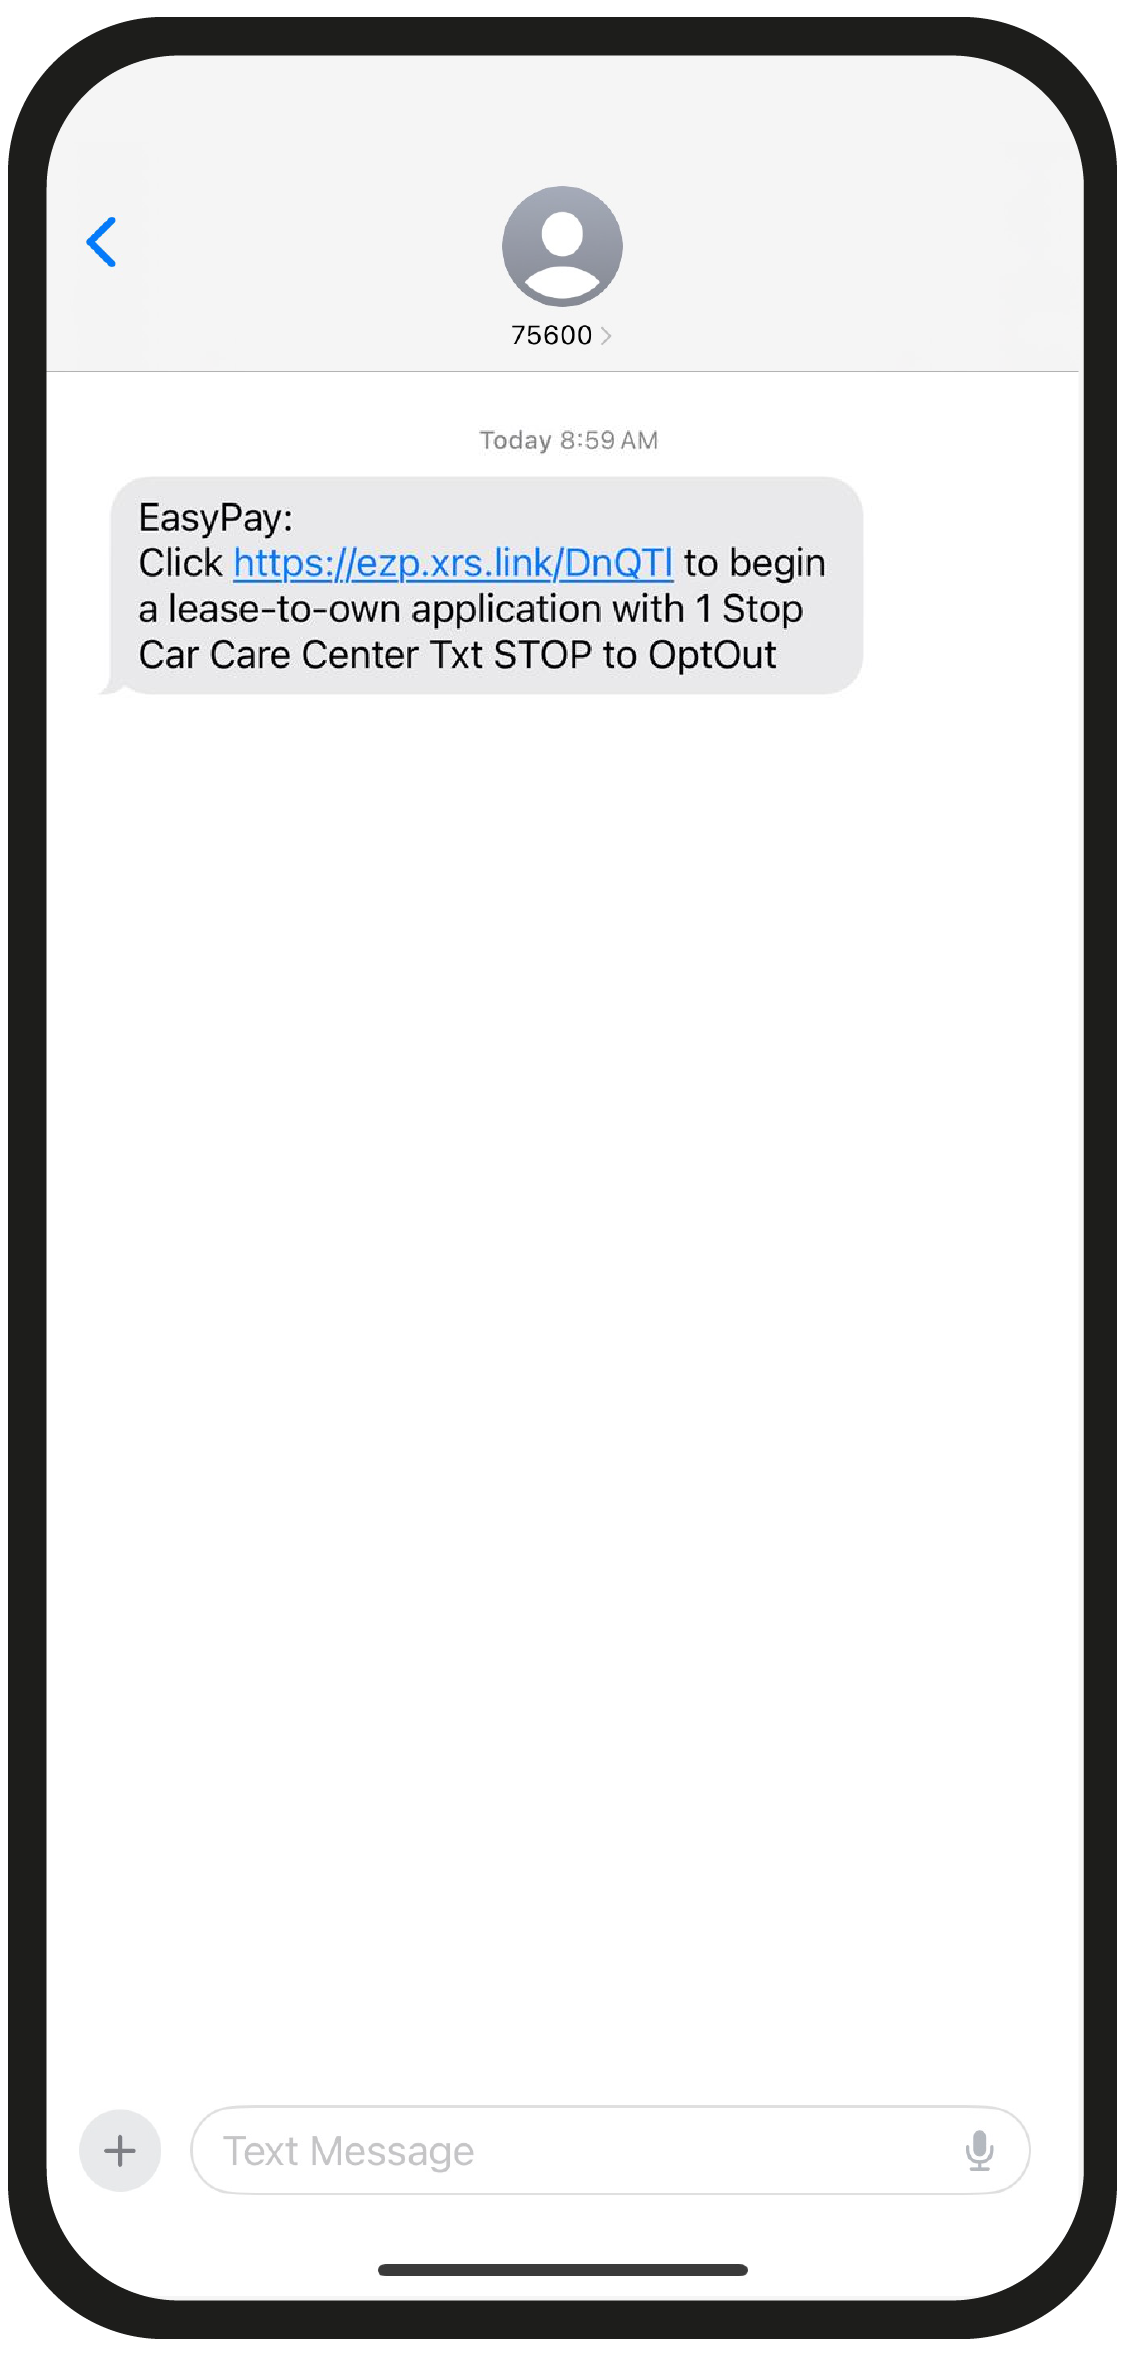 75600
Today 8:59 AM
EasyPay:
Click https://ezp.xrs.link/DnQTl to begin
a lease-to-own application with 1 Stop
Car Care Center Txt STOP to OptOut
Text Message